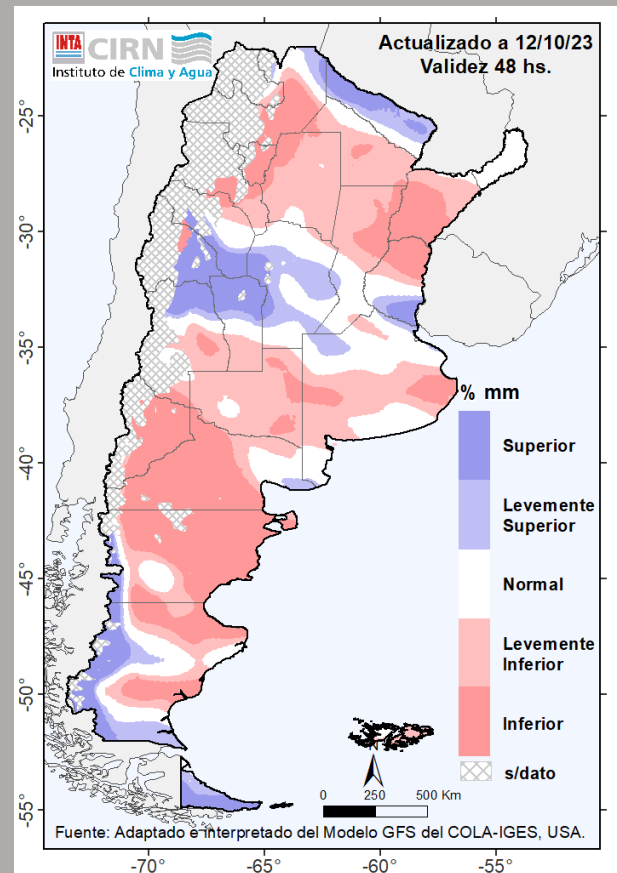 INTA CIRN
Instituto de Clima y Agua
Actualizado a 12/10/23
Validez 48 hs.
-25°
-30°
-35°
-40°
-45°
-50°
-55°
% mm
Superior
Levemente
Superior
Normal
Levemente
Inferior
Inferior
s/dato
N
0 250 500 Km
Fuente: Adaptado e interpretado del Modelo GFS del COLA-IGES, USA.
-70° -65° -60° -55°